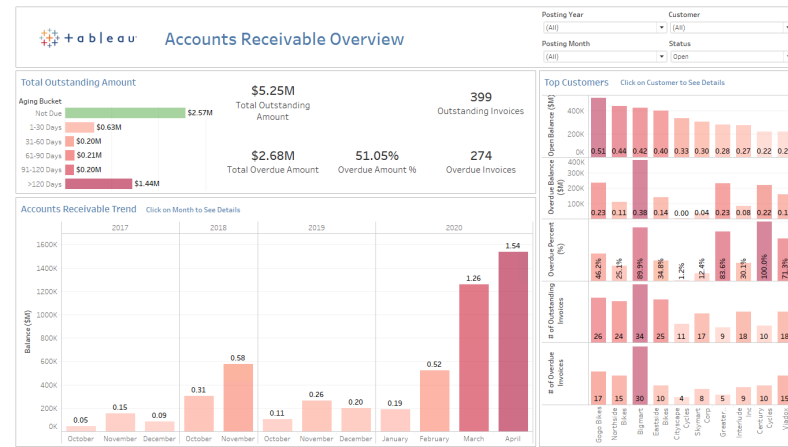 + a b l e a u
Accounts Receivable Overview
Posting Year
(All)
Customer
(All)
Posting Month
(All)
Status
Open
Total Outstanding Amount
Aging Bucket
Not Due
$2.57M
1-30 Days
$0.63M
31-60 Days
$0.20M
61-90 Days
$0.21M
91-120 Days
$0.20M
>120 Days
$1.44M
$5.25M
Total Outstanding
Amount
399
Outstanding Invoices
$2.68M
Total Overdue Amount
51.05%
Overdue Amount %
274
Overdue Invoices
Accounts Receivable Trend
Click on Month to See Details
2017
2018
2019
2020
Balance ($M)
1600K
1400K
1200K
1000K
800K
600K
400K
200K
0K
0.05
0.15
0.09
0.31
0.58
0.11
0.26
0.20
0.19
0.52
1.26
1.54
October
November
December
October
November
October
November
December
January
February
March
April
Top Customers
Click on Customer to See Details
Open Balance ($M)
400K
200K
0K
0.51
0.44
0.42
0.40
0.33
0.30
0.28
0.27
0.22
0.2
Overdue Balance
($M)
400K
300K
200K
100K
0.23
0.11
0.38
0.14
0.00
0.04
0.23
0.08
0.22
0.1
Overdue Percent
(%)
46.2%
25.1%
89.9%
34.8%
1.2%
12.4%
83.6%
30.1%
100.0%
71.3%
# of Outstanding
Invoices
26
24
34
25
11
17
9
18
10
18
# of Overdue
Invoices
17
15
30
10
4
8
5
9
10
15
Gogo Bikes
Northside
Bikes
Bigmart
Eastside
Bikes
Cityscape
Cycles
Skymart
Corp
Greater..
Interlude
Inc
Century
Cycles
Viadox